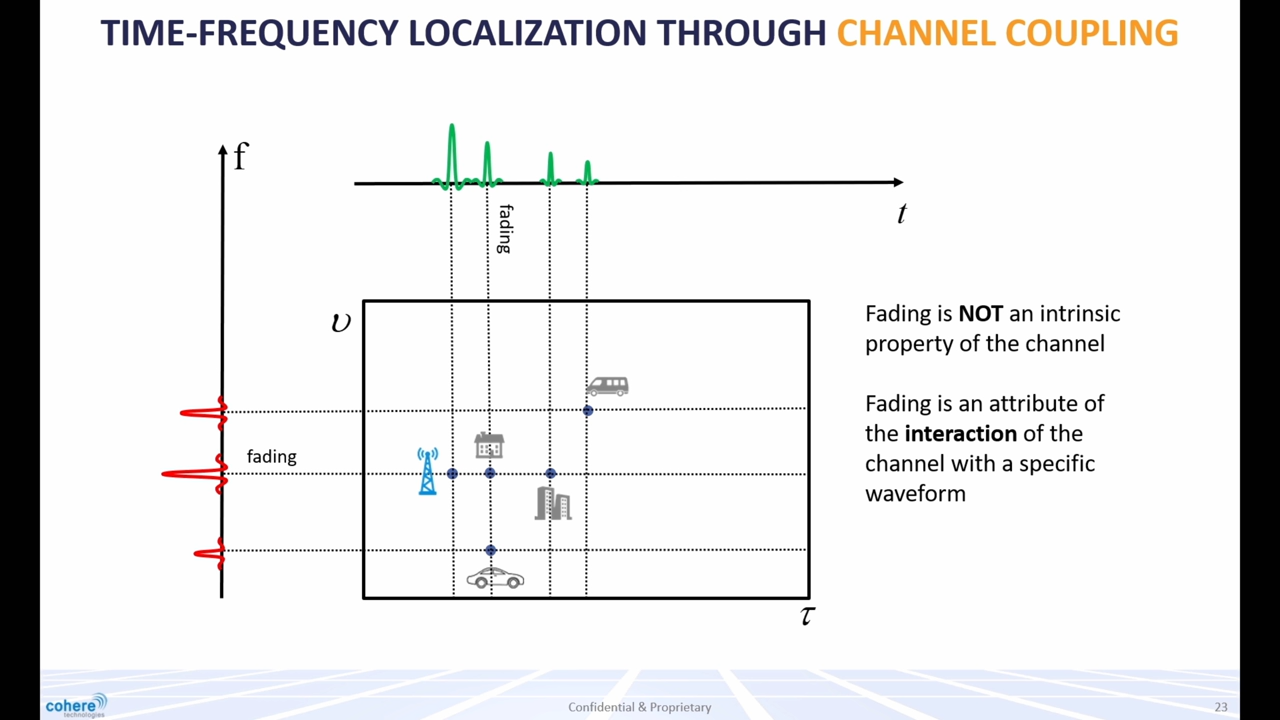 TIME-FREQUENCY LOCALIZATION THROUGH CHANNEL COUPLING
f
t
fading
υ
Fading is NOT an intrinsic
property of the channel
Fading is an attribute of
the interaction of the
channel with a specific
waveform
fading
τ
cohere
technologies
Confidential & Proprietary
23